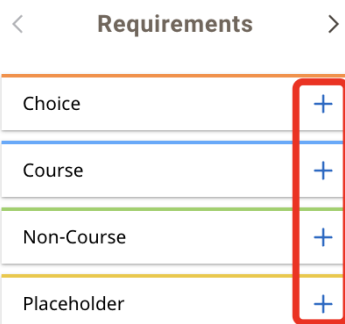 Requirements
Choice
Course
Non-Course
Placeholder